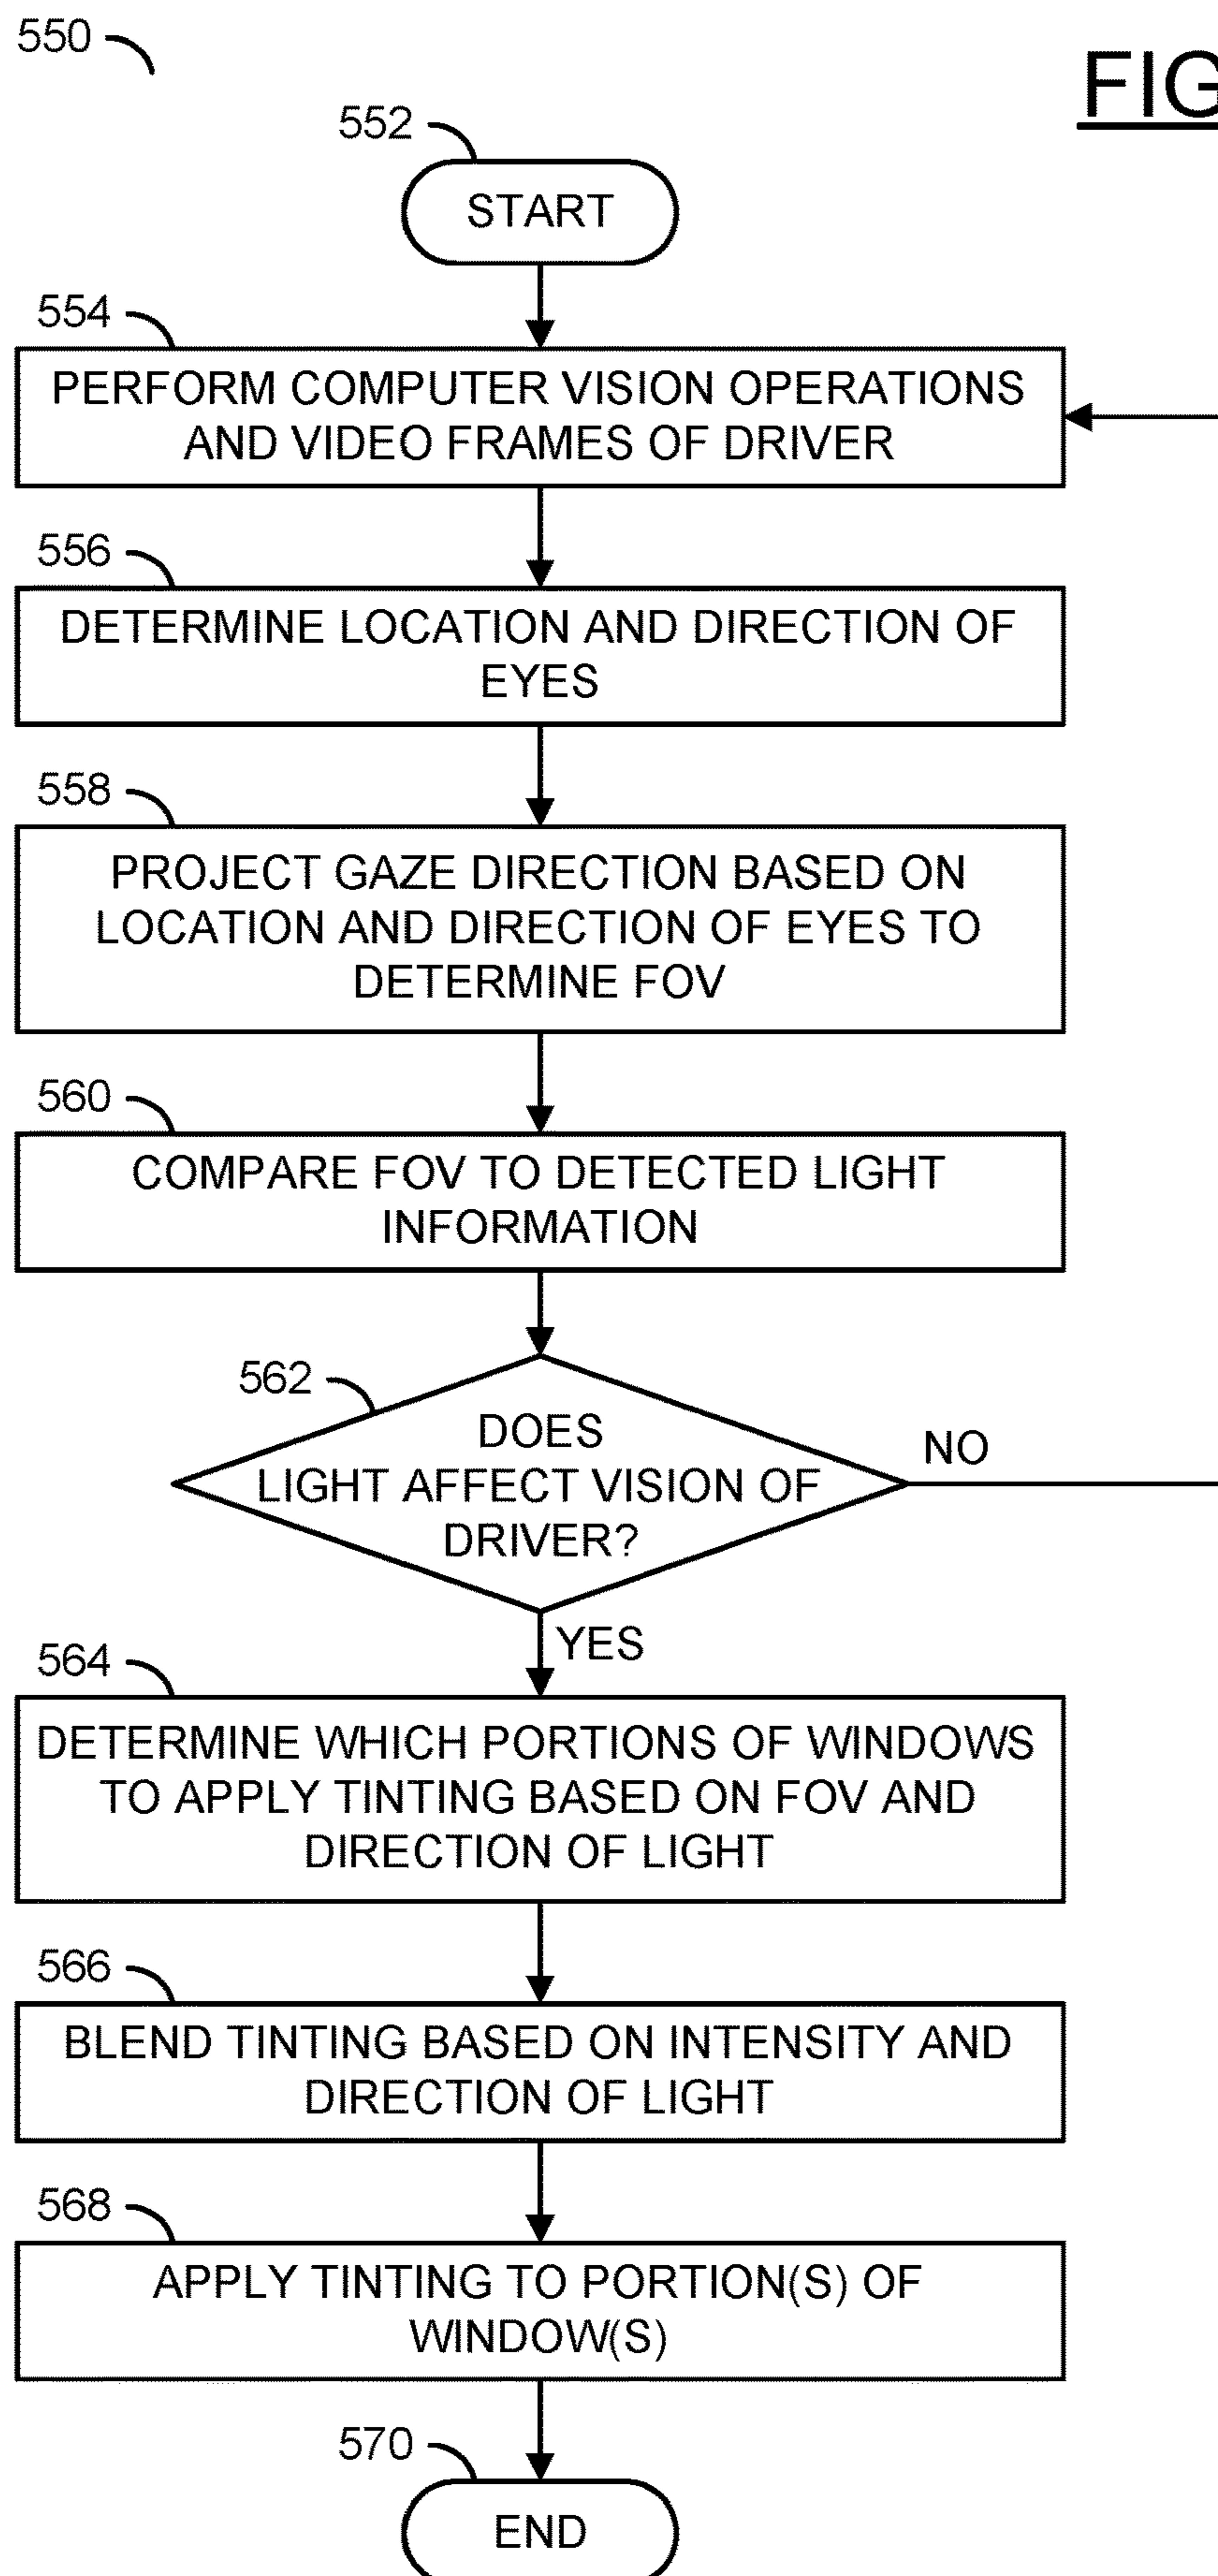 550
FIG
552
START
554
PERFORM COMPUTER VISION OPERATIONS
AND VIDEO FRAMES OF DRIVER
556
DETERMINE LOCATION AND DIRECTION OF
EYES
558
PROJECT GAZE DIRECTION BASED ON
LOCATION AND DIRECTION OF EYES TO
DETERMINE FOV
560
COMPARE FOV TO DETECTED LIGHT
INFORMATION
562
DOES
LIGHT AFFECT VISION OF
DRIVER?
NO
YES
564
DETERMINE WHICH PORTIONS OF WINDOWS
TO APPLY TINTING BASED ON FOV AND
DIRECTION OF LIGHT
566
BLEND TINTING BASED ON INTENSITY AND
DIRECTION OF LIGHT
568
APPLY TINTING TO PORTION(S) OF
WINDOW(S)
570
END